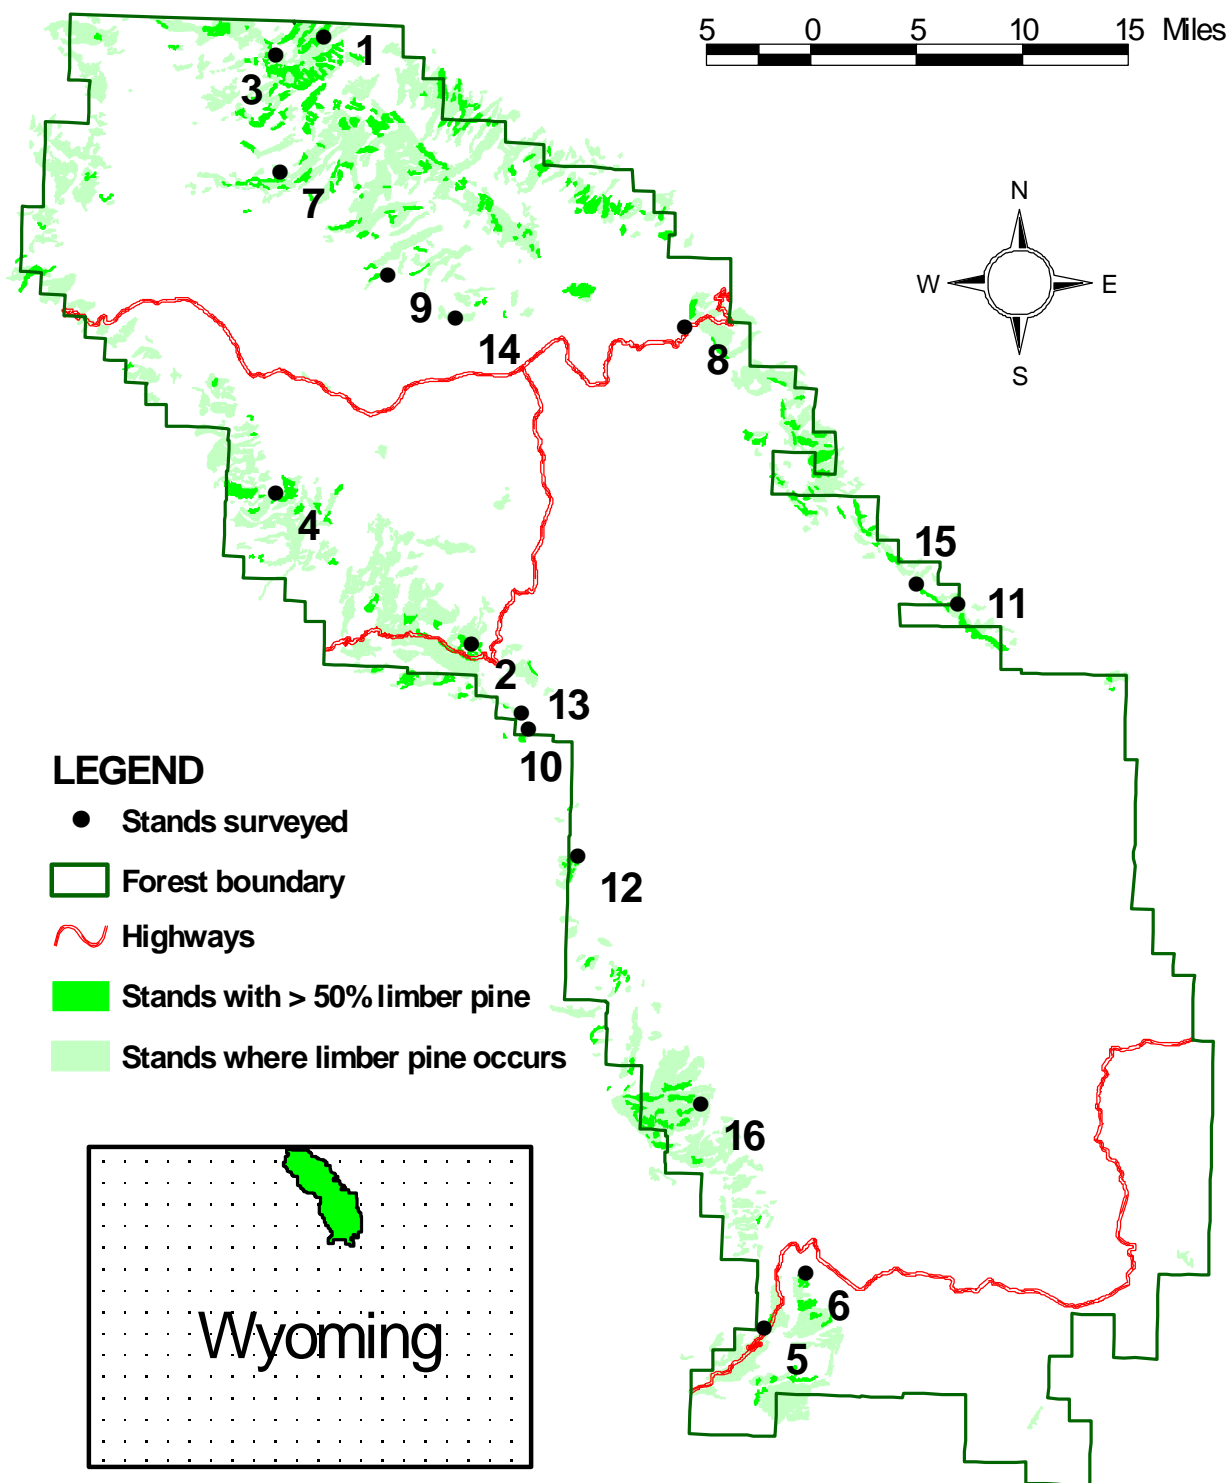 5 0 5 10 15 Miles
1
3
7
N
W E
S
9
14
8
4
15
11
2
13
10
LEGEND
Stands surveyed
Forest boundary
Highways
Stands with > 50% limber pine
Stands where limber pine occurs
12
16
Wyoming
6
5